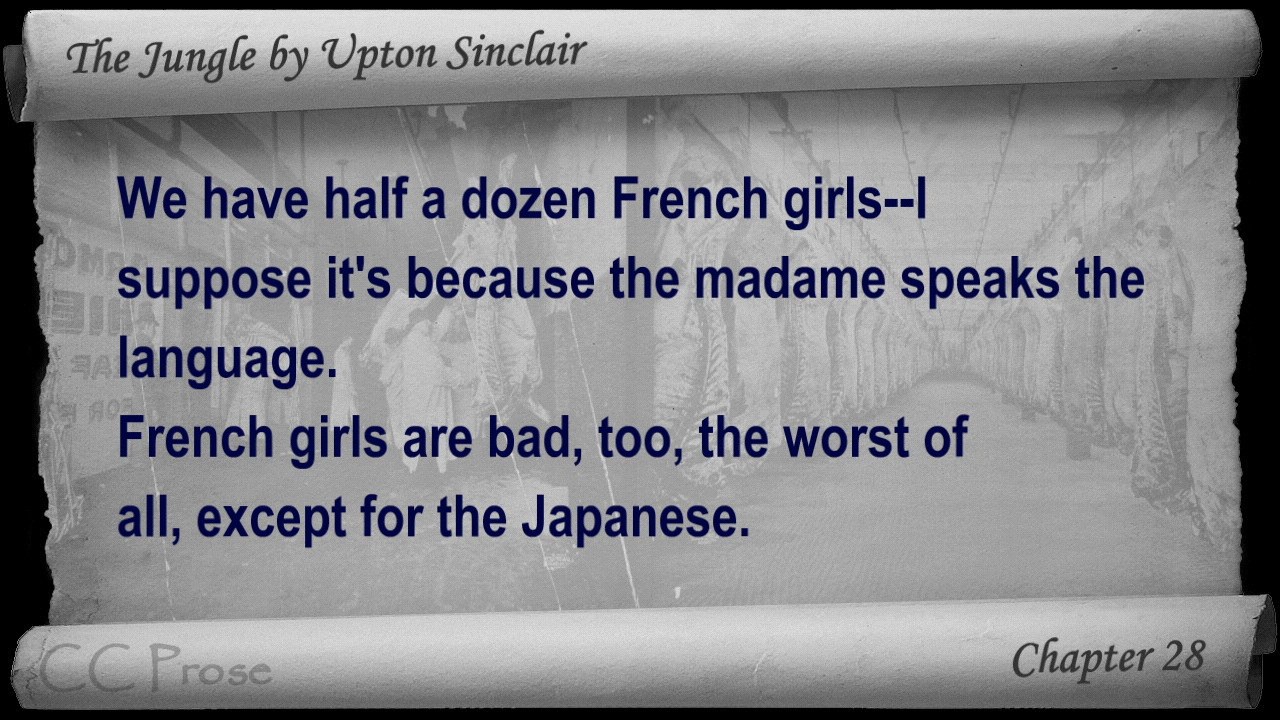 The Jungle by Upton Sinclair
We have half a dozen French girls--I
suppose it's because the madame speaks the
language.
French girls are bad, too, the worst of
all, except for the Japanese.
CC Prose
Chapter 28